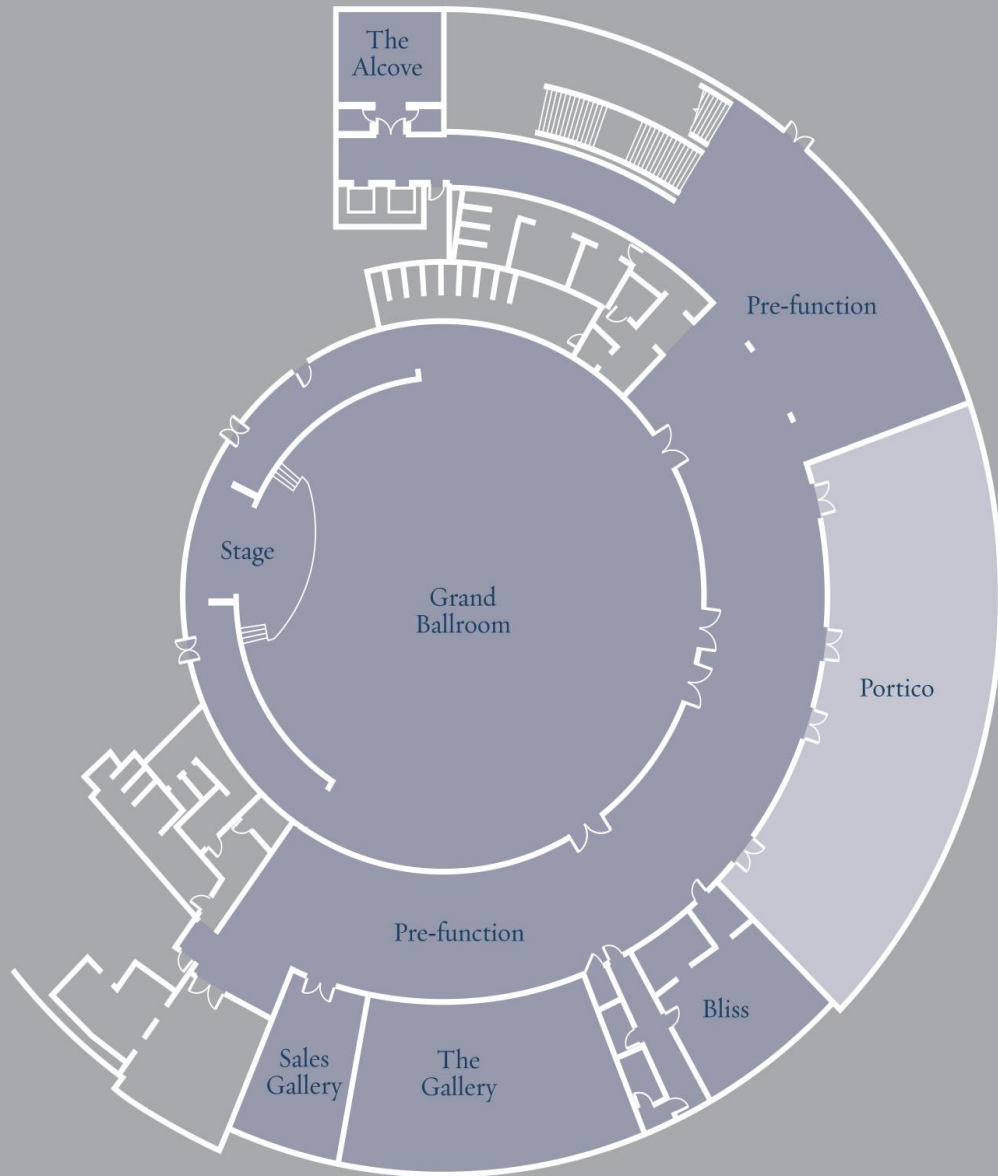 The
Alcove
Pre-function
Stage
Grand
Ballroom
Portico
Pre-function
Bliss
Sales
Gallery
The
Gallery